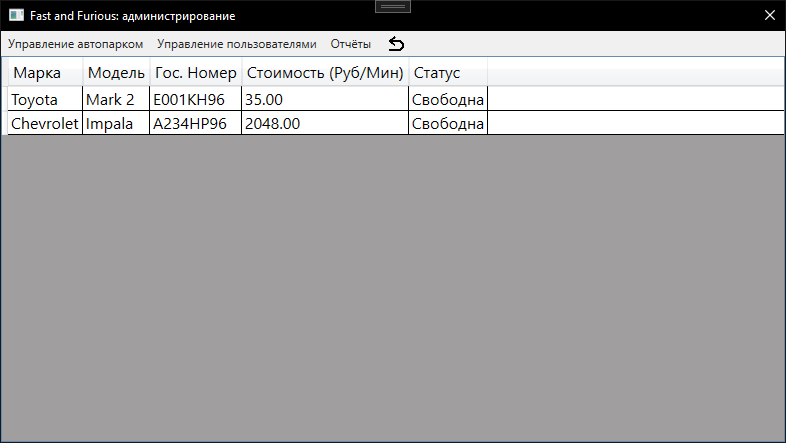 Fast and Furious: администрирование
Управление автопарком Управление пользователями Отчёты
Марка Модель Гос. Номер Стоимость (Руб/Мин) Статус
Toyota Mark 2 E001KH96 35.00 Свободна
Chevrolet Impala A234HP96 2048.00 Свободна